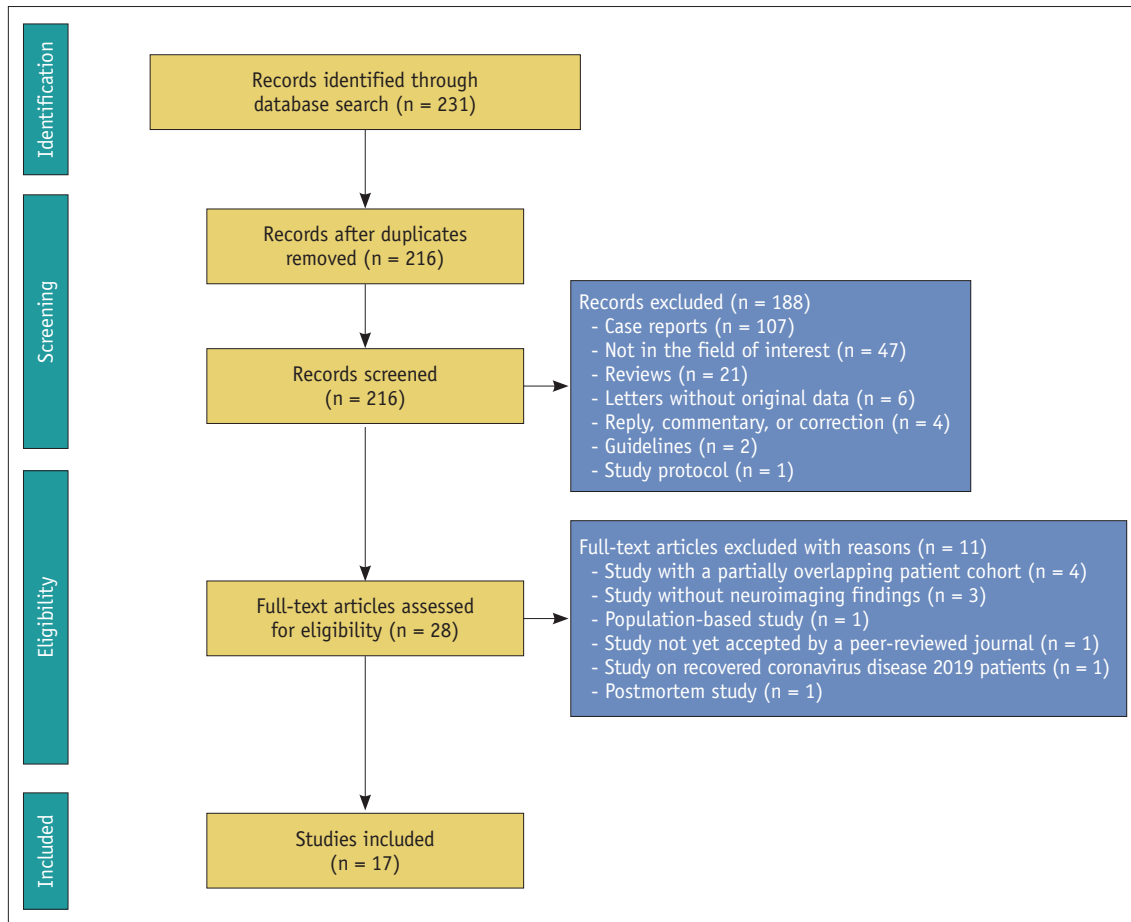 Identification
Records identified through
database search (n = 231)
Screening
Records after duplicates
removed (n = 216)
Records screened
(n = 216)
Records excluded (n = 188)
- Case reports (n = 107)
- Not in the field of interest (n = 47)
- Reviews (n = 21)
- Letters without original data (n = 6)
- Reply, commentary, or correction (n = 4)
- Guidelines (n = 2)
- Study protocol (n = 1)
Eligibility
Full-text articles assessed
for eligibility (n = 28)
Full-text articles excluded with reasons (n = 11)
- Study with a partially overlapping patient cohort (n = 4)
- Study without neuroimaging findings (n = 3)
- Population-based study (n = 1)
- Study not yet accepted by a peer-reviewed journal (n = 1)
- Study on recovered coronavirus disease 2019 patients (n = 1)
- Postmortem study (n = 1)
Included
Studies included
(n = 17)